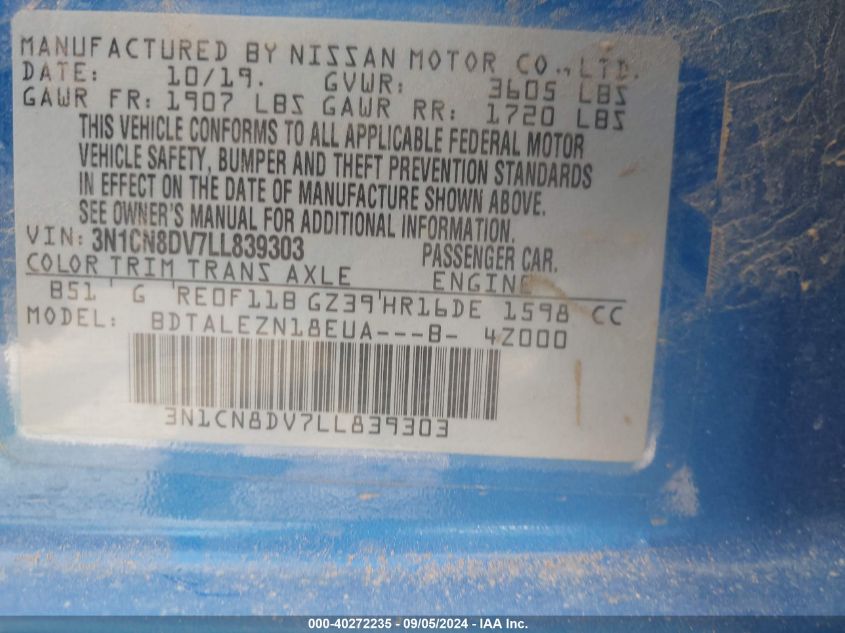 MANUFACTURED BY NISSAN MOTOR CO., LTD.
DATE: 10/19. GVWR: 3605 LBS
GAWR FR: 1907 LBS GAWR RR: 1720 LBS
THIS VEHICLE CONFORMS TO ALL APPLICABLE FEDERAL MOTOR
VEHICLE SAFETY, BUMPER AND THEFT PREVENTION STANDARDS
IN EFFECT ON THE DATE OF MANUFACTURE SHOWN ABOVE.
SEE OWNER'S MANUAL FOR ADDITIONAL INFORMATION.
VIN: 3N1CN8DV7LL839303 PASSENGER CAR.
COLOR TRIM TRANS AXLE ENGINE
B51 G RE0F11B GZ39 HR16DE 1598 CC
MODEL: BDTALEZN18EUA---B- 4Z000
3N1CN8DV7LL839303
000-40272235 - 09/05/2024 - IAA Inc.